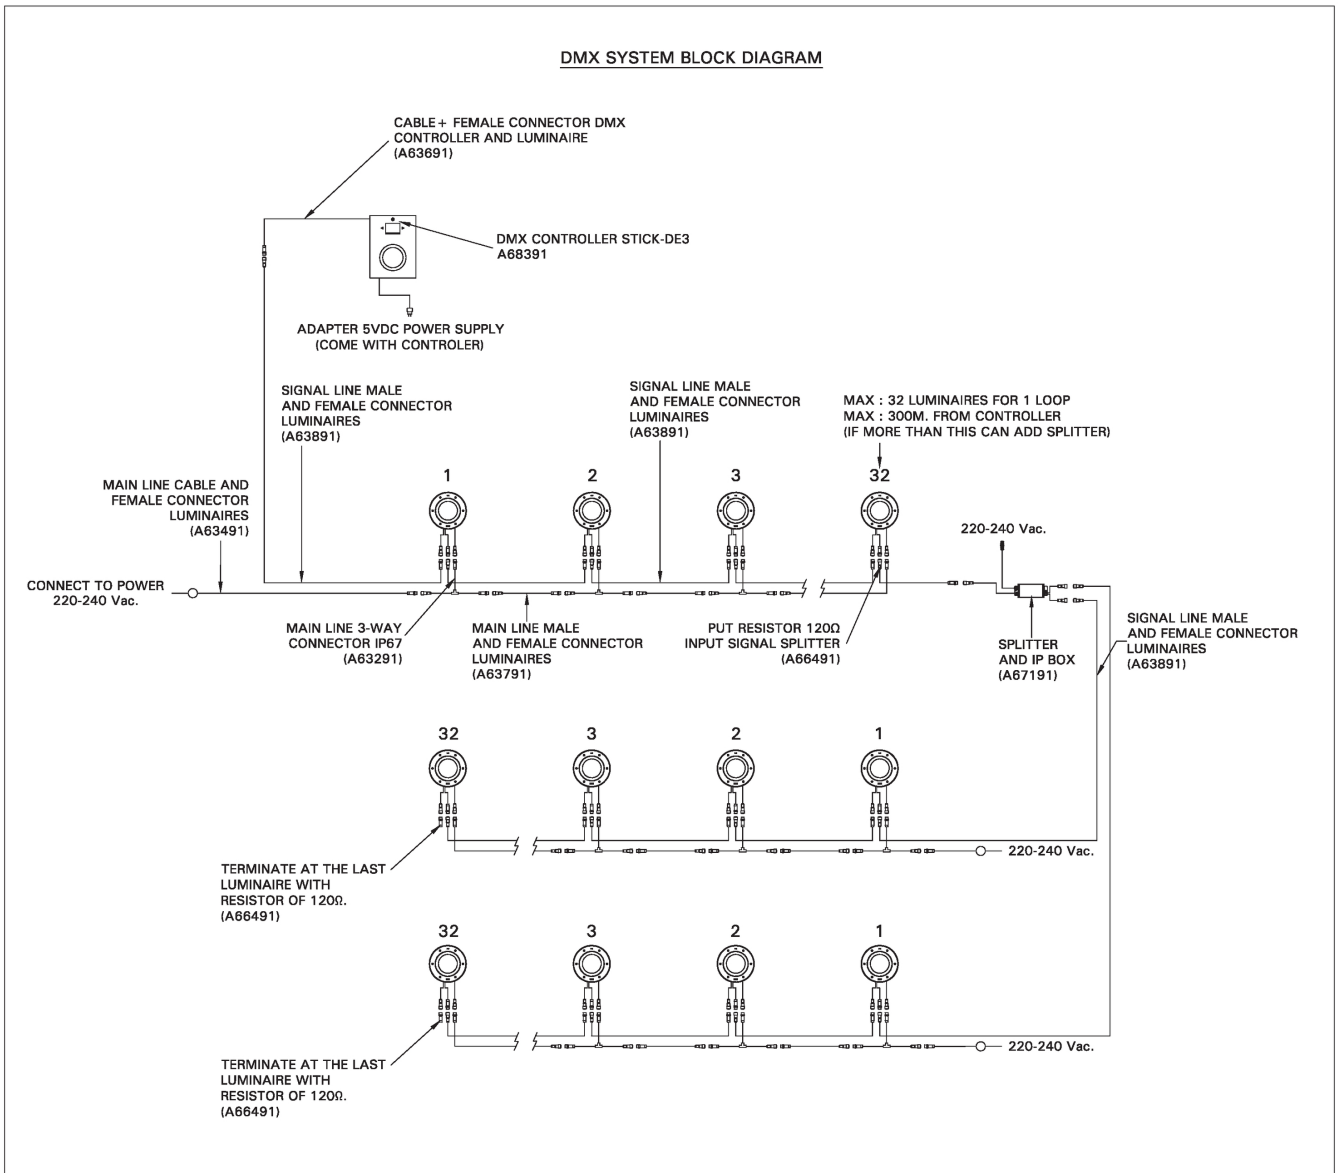 DMX SYSTEM BLOCK DIAGRAM
CABLE+ FEMALE CONNECTOR DMX
CONTROLLER AND LUMINAIRE
(A63691)
DMX CONTROLLER STICK-DE3
A68391
ADAPTER 5VDC POWER SUPPLY
(COME WITH CONTROLER)
SIGNAL LINE MALE
AND FEMALE CONNECTOR
LUMINAIRES
(A63891)
SIGNAL LINE MALE
AND FEMALE CONNECTOR
LUMINAIRES
(A63891)
MAX : 32 LUMINAIRES FOR 1 LOOP
MAX : 300M. FROM CONTROLLER
(IF MORE THAN THIS CAN ADD SPLITTER)
MAIN LINE CABLE AND
FEMALE CONNECTOR
LUMINAIRES
(A63491)
1
2
3
32
220-240 Vac.
CONNECT TO POWER
220-240 Vac.
MAIN LINE 3-WAY
CONNECTOR IP67
(A63291)
MAIN LINE MALE
AND FEMALE CONNECTOR
LUMINAIRES
(A63791)
PUT RESISTOR 120Ω
INPUT SIGNAL SPLITTER
(A66491)
SPLITTER
AND IP BOX
(A67191)
SIGNAL LINE MALE
AND FEMALE CONNECTOR
LUMINAIRES
(A63891)
32
3
2
1
220-240 Vac.
TERMINATE AT THE LAST
LUMINAIRE WITH
RESISTOR OF 120Ω.
(A66491)
32
3
2
1
220-240 Vac.
TERMINATE AT THE LAST
LUMINAIRE WITH
RESISTOR OF 120Ω.
(A66491)